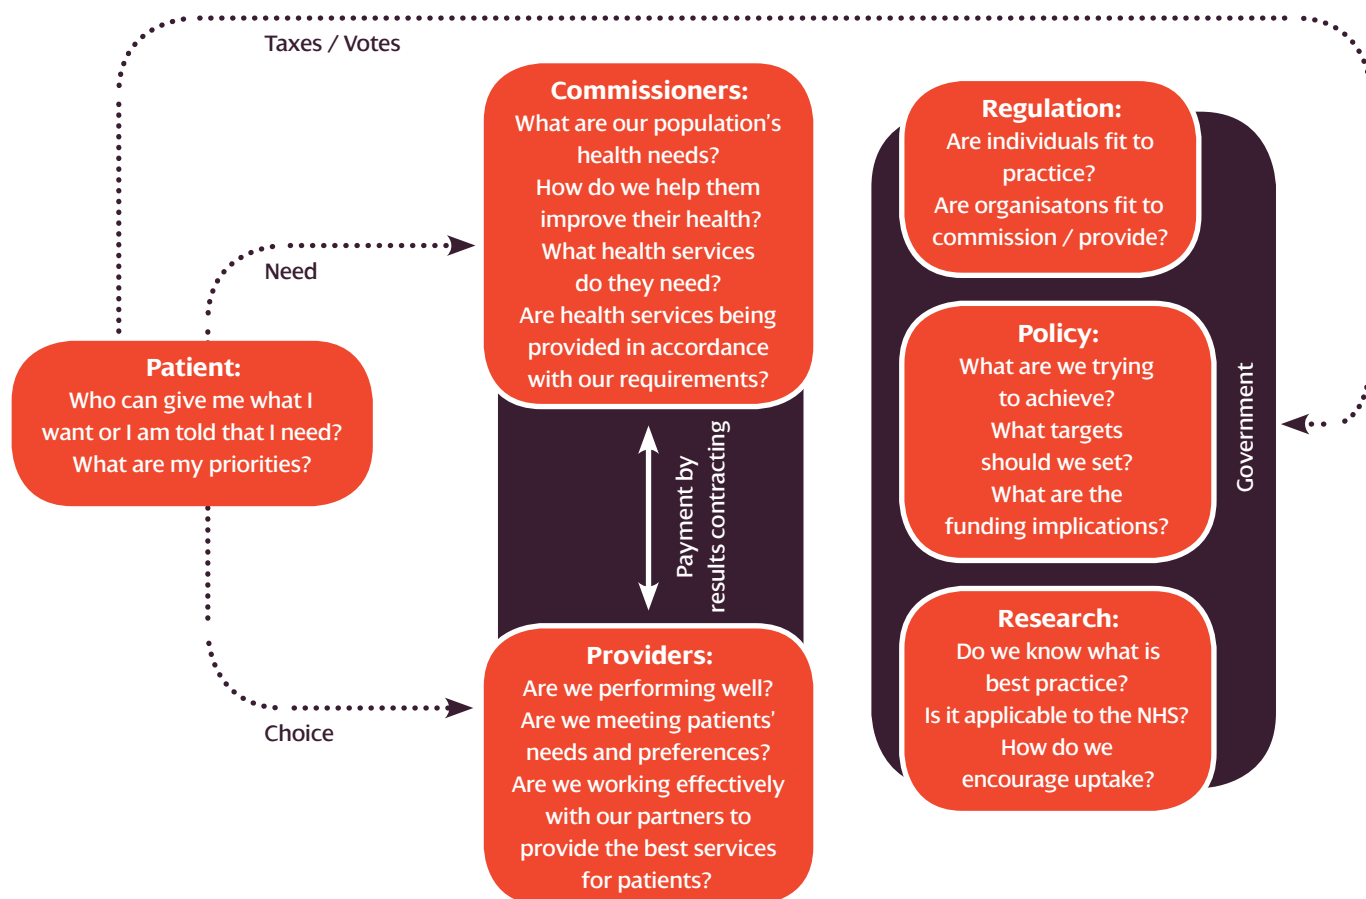 Taxes / Votes
Commissioners:
What are our population's
health needs?
How do we help them
improve their health?
What health services
do they need?
Are health services being
provided in accordance
with our requirements?
Regulation:
Are individuals fit to
practice?
Are organisatons fit to
commission / provide?
Need
Patient:
Who can give me what I
want or I am told that I need?
What are my priorities?
Policy:
What are we trying
to achieve?
What targets
should we set?
What are the
funding implications?
Government
Payment by
results contracting
Choice
Providers:
Are we performing well?
Are we meeting patients'
needs and preferences?
Are we working effectively
with our partners to
provide the best services
for patients?
Research:
Do we know what is
best practice?
Is it applicable to the NHS?
How do we
encourage uptake?